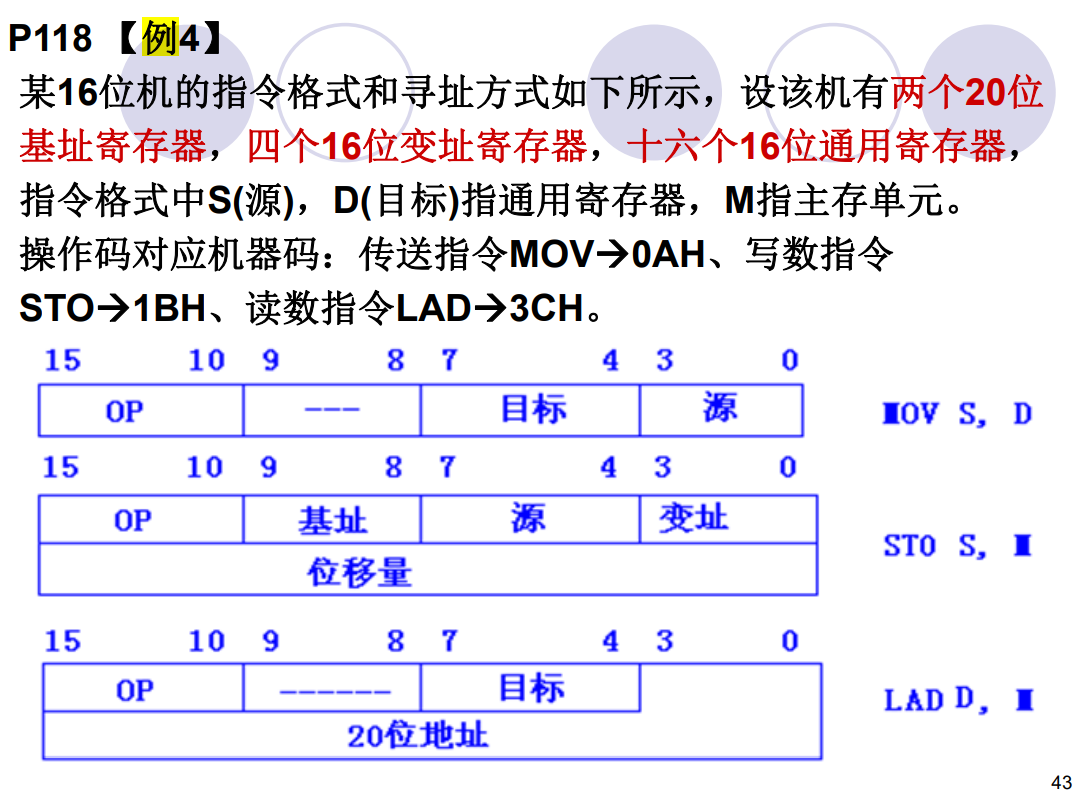 P118 【例4】
某16位机的指令格式和寻址方式如下所示，设该机有两个20位
基址寄存器，四个16位变址寄存器，十六个16位通用寄存器，
指令格式中S(源)，D(目标)指通用寄存器，M指主存单元。
操作码对应机器码：传送指令MOV→0AH、写数指令
STO→1BH、读数指令LAD→3CH。
15 10 9 8 7 4 3 0
OP --- 目标 源 MOV S, D
15 10 9 8 7 4 3 0
OP 基址 源 变址
STO S, M
位移量
15 10 9 8 7 4 3 0
OP ------ 目标
LAD D, M
20位地址
43